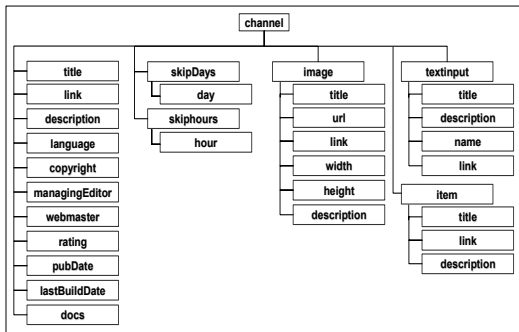 channel
title
link
description
language
copyright
managingEditor
webmaster
rating
pubDate
lastBuildDate
docs
skipDays
day
skiphours
hour
image
title
url
link
width
height
description
textinput
title
description
name
link
item
title
link
description